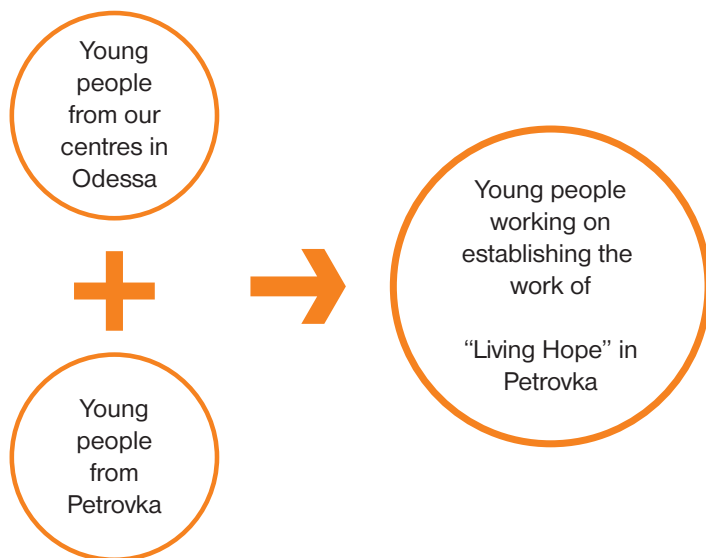 Young
people
from our
centres in
Odessa
Young
people
from
Petrovka
Young people
working on
establishing the
work of
“Living Hope” in
Petrovka